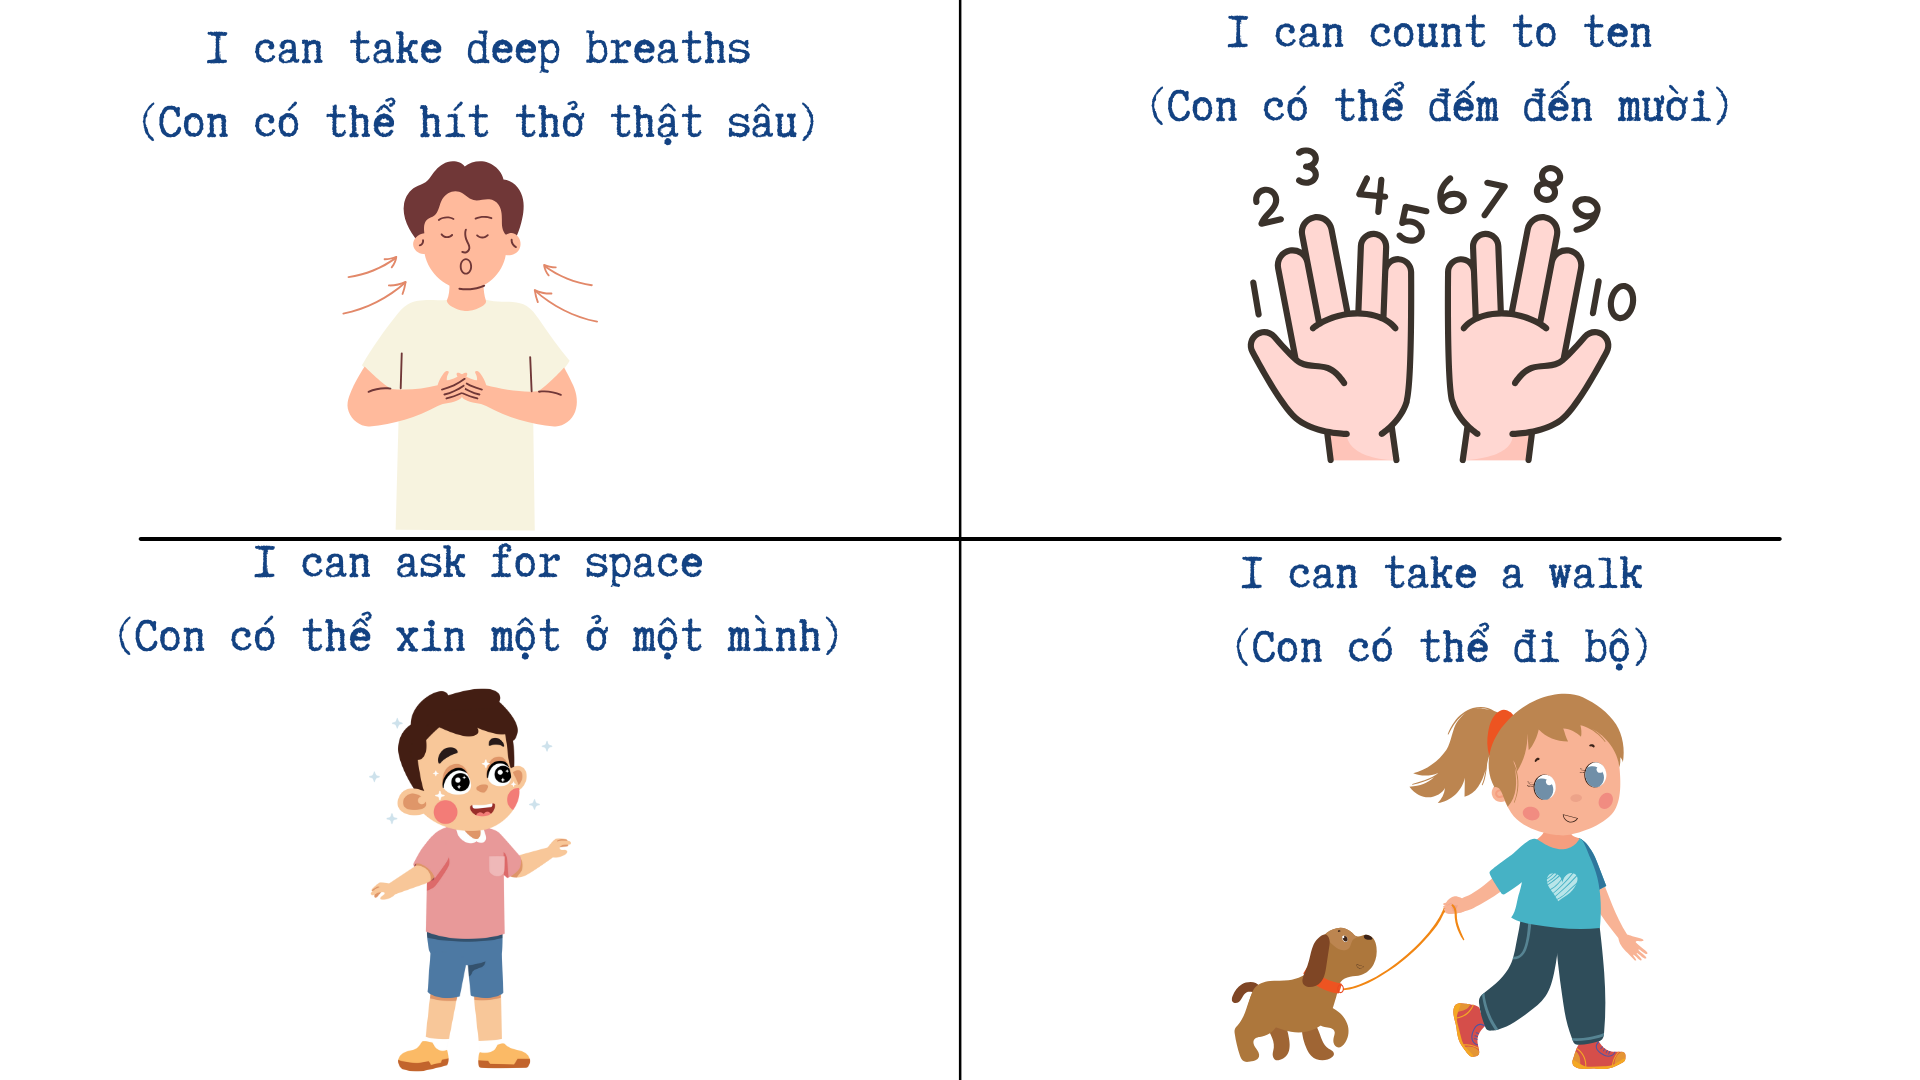 I can take deep breaths
(Con có thể hít thở thật sâu)
I can count to ten
(Con có thể đếm đến mười)
1 2 3 4 5 6 7 8 9 10
I can ask for space
(Con có thể xin một ở một mình)
I can take a walk
(Con có thể đi bộ)